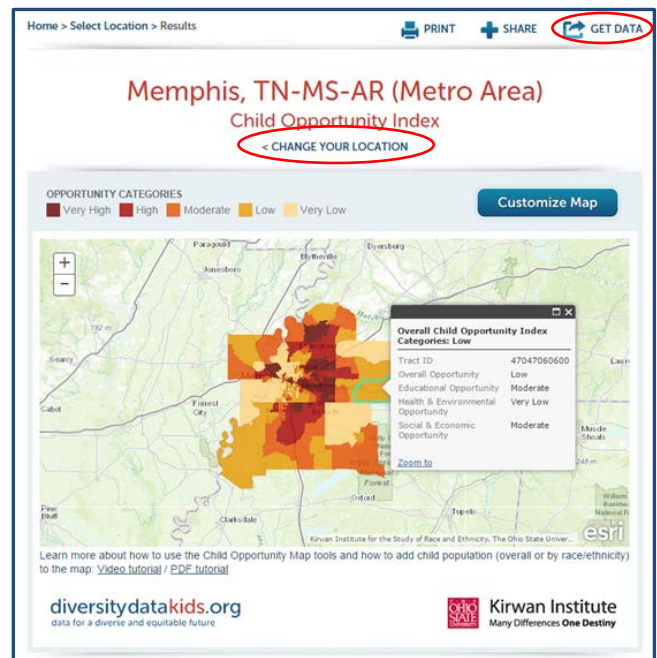 Home > Select Location > Results
PRINT
SHARE
GET DATA
Memphis, TN-MS-AR (Metro Area)
Child Opportunity Index
< CHANGE YOUR LOCATION
OPPORTUNITY CATEGORIES
Very High High Moderate Low Very Low
Customize Map
+
−
Paragould
Blytheville
Dyersburg
Jonesboro
192 m
Searcy
Cabot
Forrest
City
Overall Child Opportunity Index
Categories: Low
Tract ID 47047060600
Overall Opportunity Low
Educational Opportunity Moderate
Health & Environmental Very Low
Opportunity
Social & Economic Moderate
Opportunity
Zoom to
Muscle
Shoals
Forest
Oxford
Pine
Bluff
Clarksdale
Tupelo
248 m
Kirwan Institute for the Study of Race and Ethnicity, The Ohio State Univer...
esri
Learn more about how to use the Child Opportunity Map tools and how to add child population (overall or by race/ethnicity)
to the map: Video tutorial / PDF tutorial
diversitydatakids.org
data for a diverse and equitable future
OHIO
STATE
UNIVERSITY
Kirwan Institute
Many Differences One Destiny